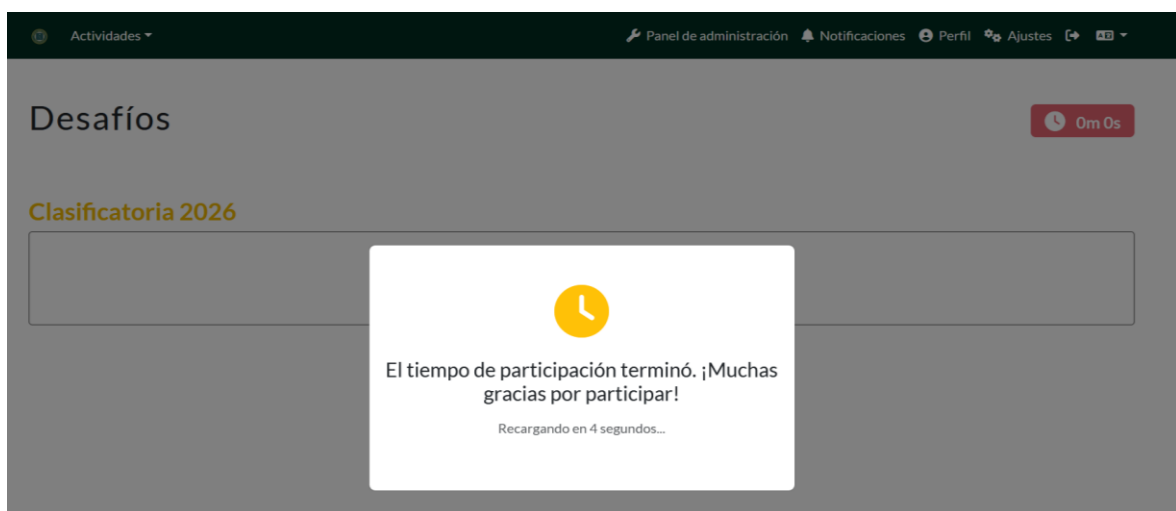 Actividades
Panel de administración
Notificaciones
Perfil
Ajustes
Desafíos
0m 0s
Clasificatoria 2026
El tiempo de participación terminó. ¡Muchas
gracias por participar!
Recargando en 4 segundos...